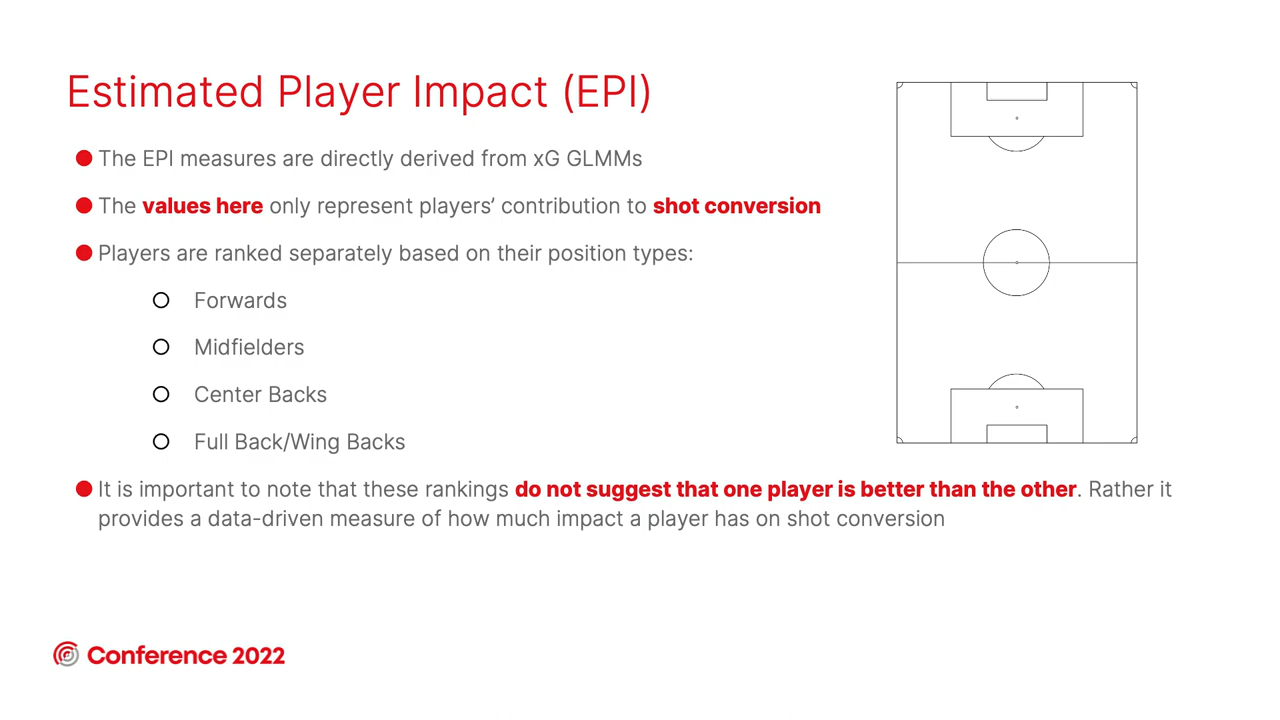 Estimated Player Impact (EPI)
The EPI measures are directly derived from xG GLMMs
The values here only represent players’ contribution to shot conversion
Players are ranked separately based on their position types:
Forwards
Midfielders
Center Backs
Full Back/Wing Backs
It is important to note that these rankings do not suggest that one player is better than the other. Rather it
provides a data-driven measure of how much impact a player has on shot conversion
Conference 2022